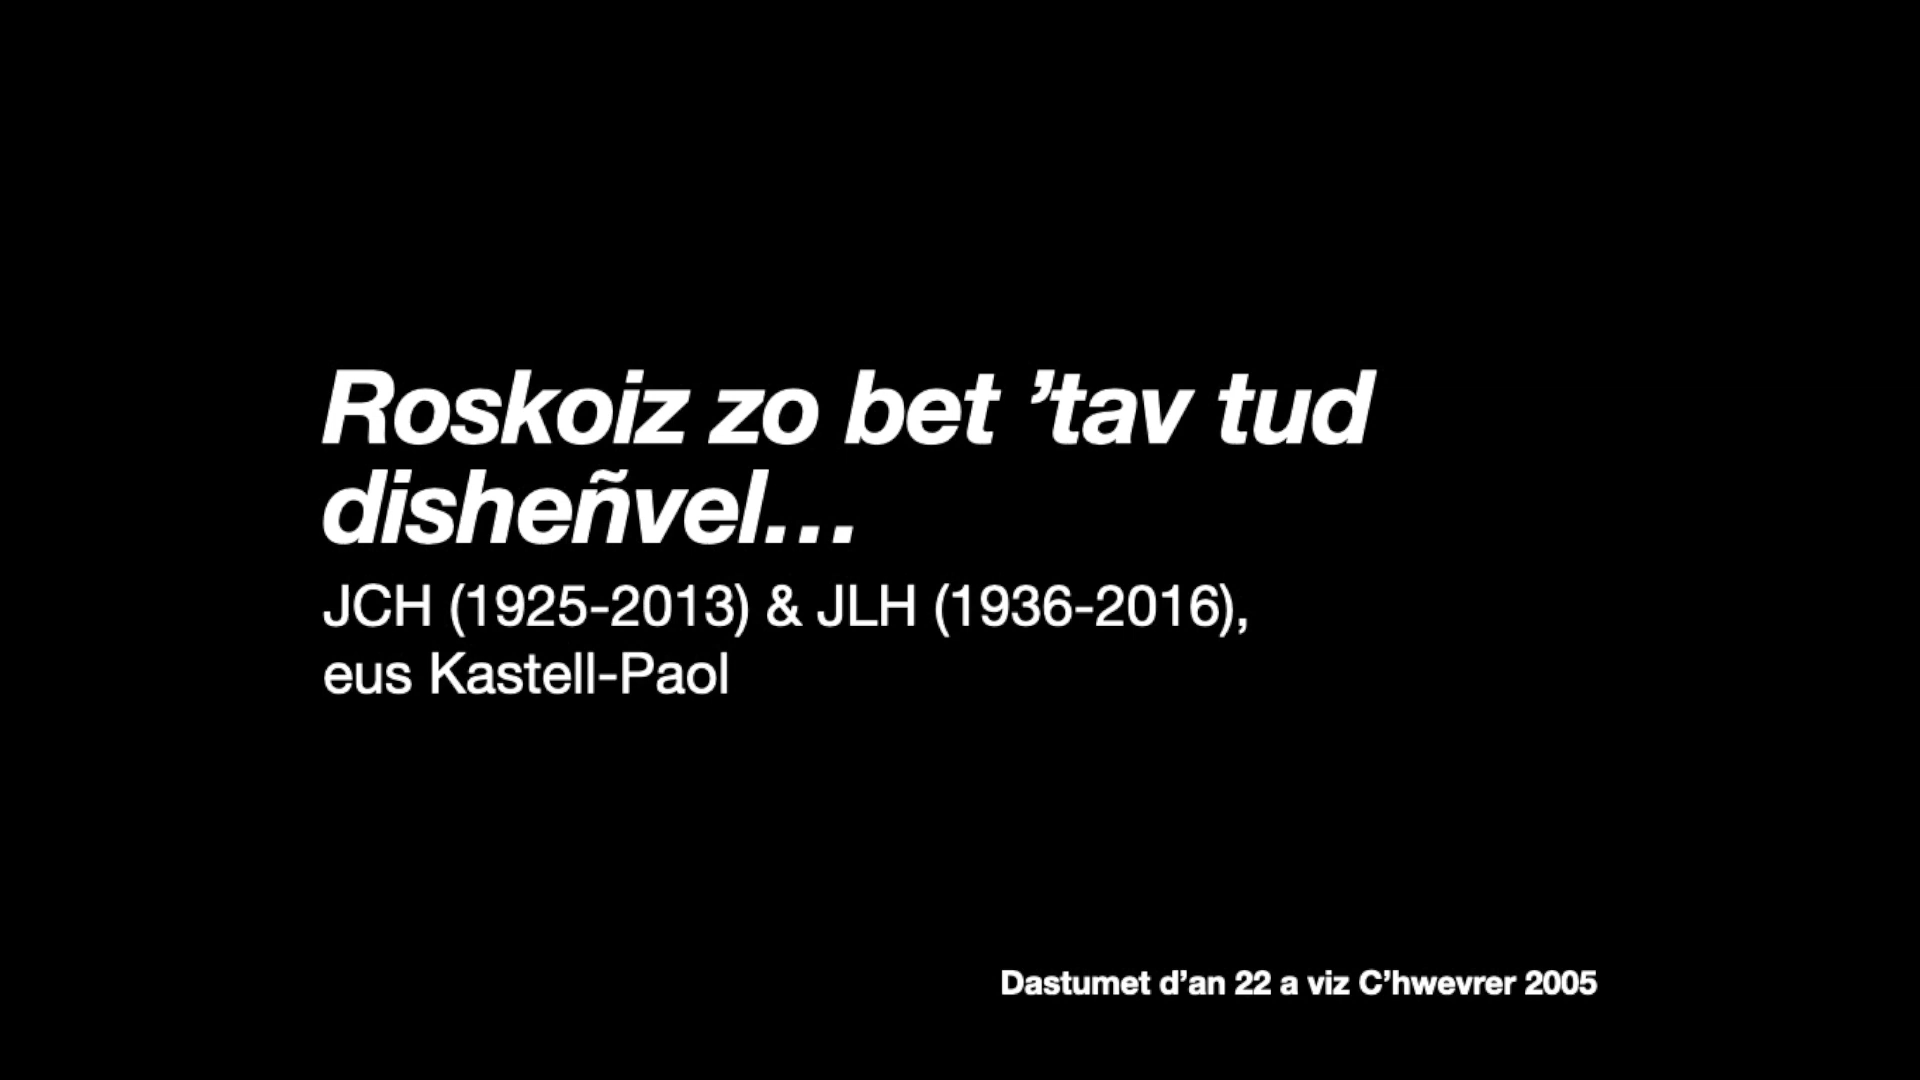 Roskoiz zo bet ’tav tud
disheñvel…
JCH (1925-2013) & JLH (1936-2016),
eus Kastell-Paol
Dastumet d’an 22 a viz C’hwevrer 2005